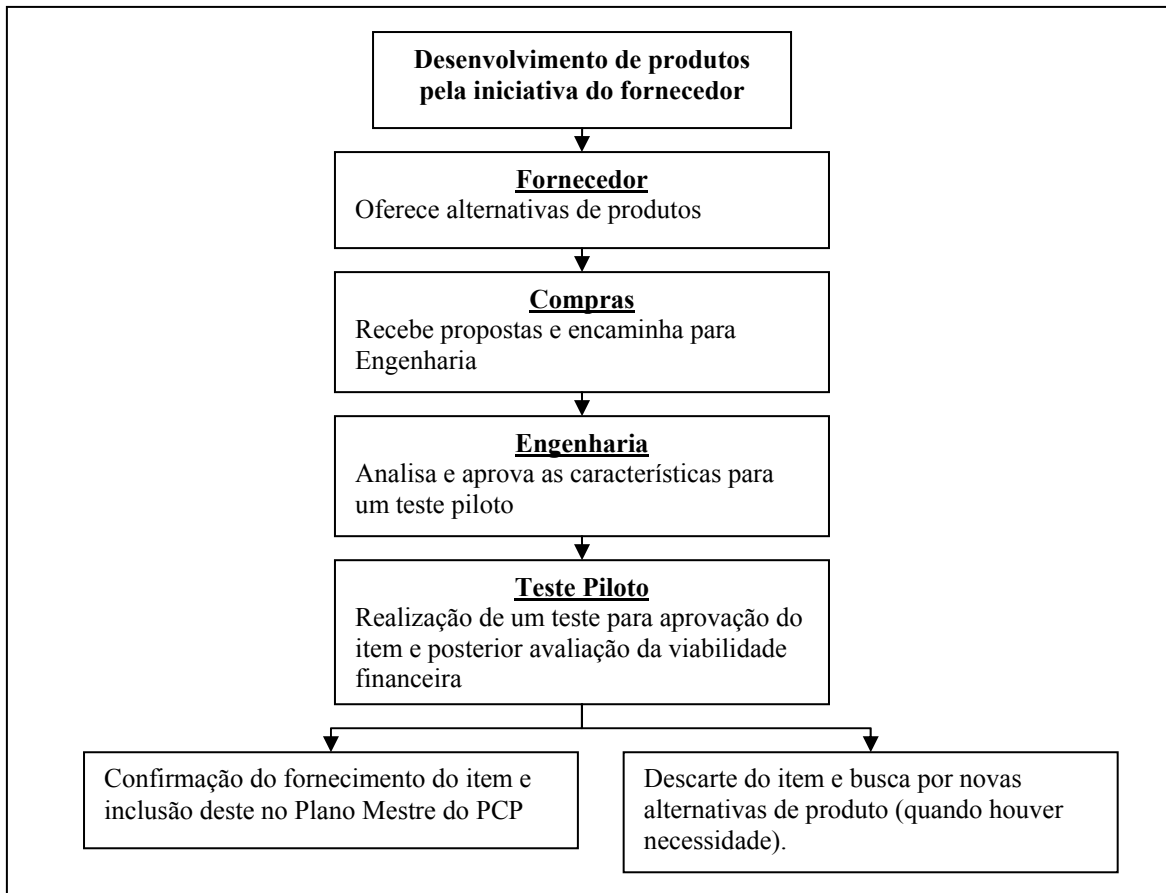 Desenvolvimento de produtos
pela iniciativa do fornecedor
Fornecedor
Oferece alternativas de produtos
Compras
Recebe propostas e encaminha para
Engenharia
Engenharia
Analisa e aprova as características para
um teste piloto
Teste Piloto
Realização de um teste para aprovação do
item e posterior avaliação da viabilidade
financeira
Confirmação do fornecimento do item e
inclusão deste no Plano Mestre do PCP
Descarte do item e busca por novas
alternativas de produto (quando houver
necessidade).